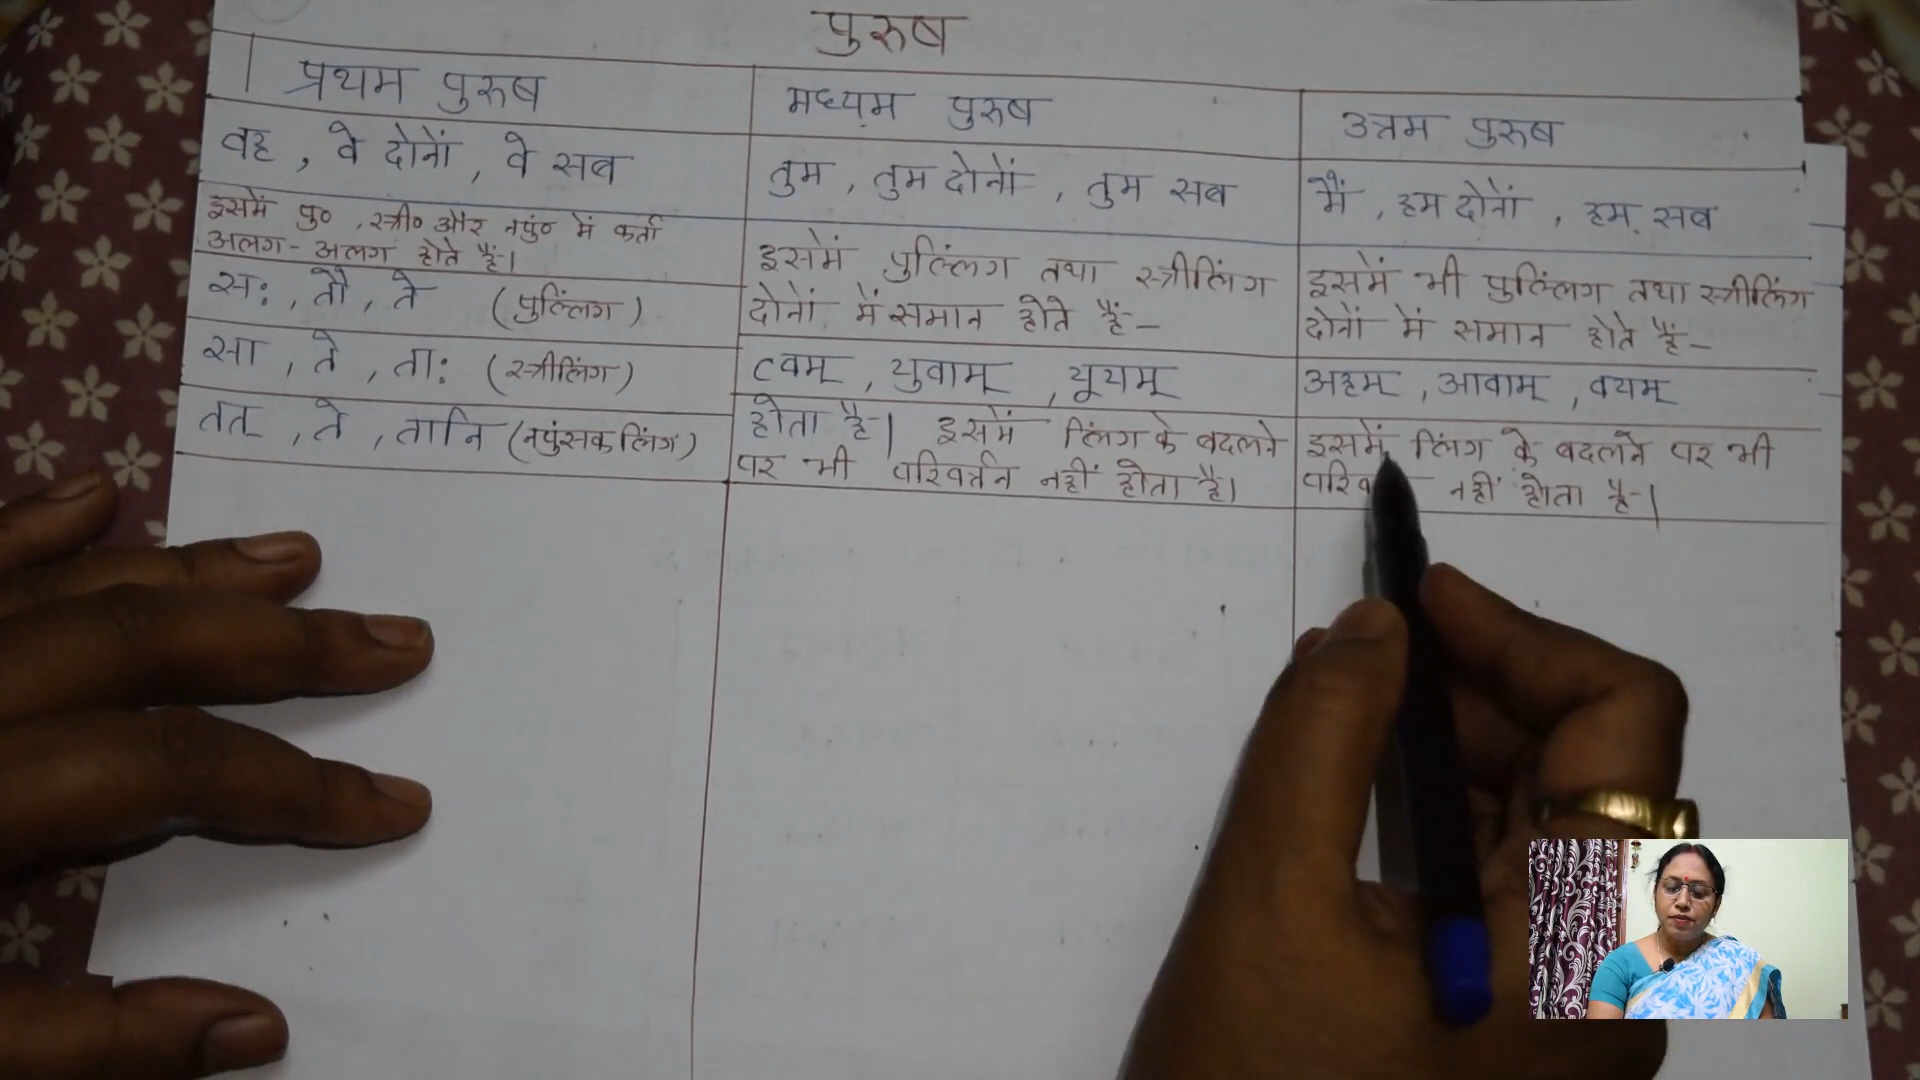 पुरुष
प्रथम पुरुष
वह , वे दोनों , वे सब
इसमें पु० , स्त्री० और नपुं० में कर्ता
अलग - अलग होते हैं।
सः , तौ , ते (पुल्लिंग)
सा , ते , ताः (स्त्रीलिंग)
तत् , ते , तानि (नपुंसकलिंग)
मध्यम पुरुष
तुम , तुम दोनों , तुम सब
इसमें पुल्लिंग तथा स्त्रीलिंग
दोनों में समान होते हैं-
त्वम् , युवाम् , यूयम्
होता है। इसमें लिंग के बदलने
पर भी परिवर्तन नहीं होता है।
उत्तम पुरुष
मैं , हम दोनों , हम सब
इसमें भी पुल्लिंग तथा स्त्रीलिंग
दोनों में समान होते हैं-
अहम् , आवाम् , वयम्
इसमें लिंग के बदलने पर भी
नहीं होता है।